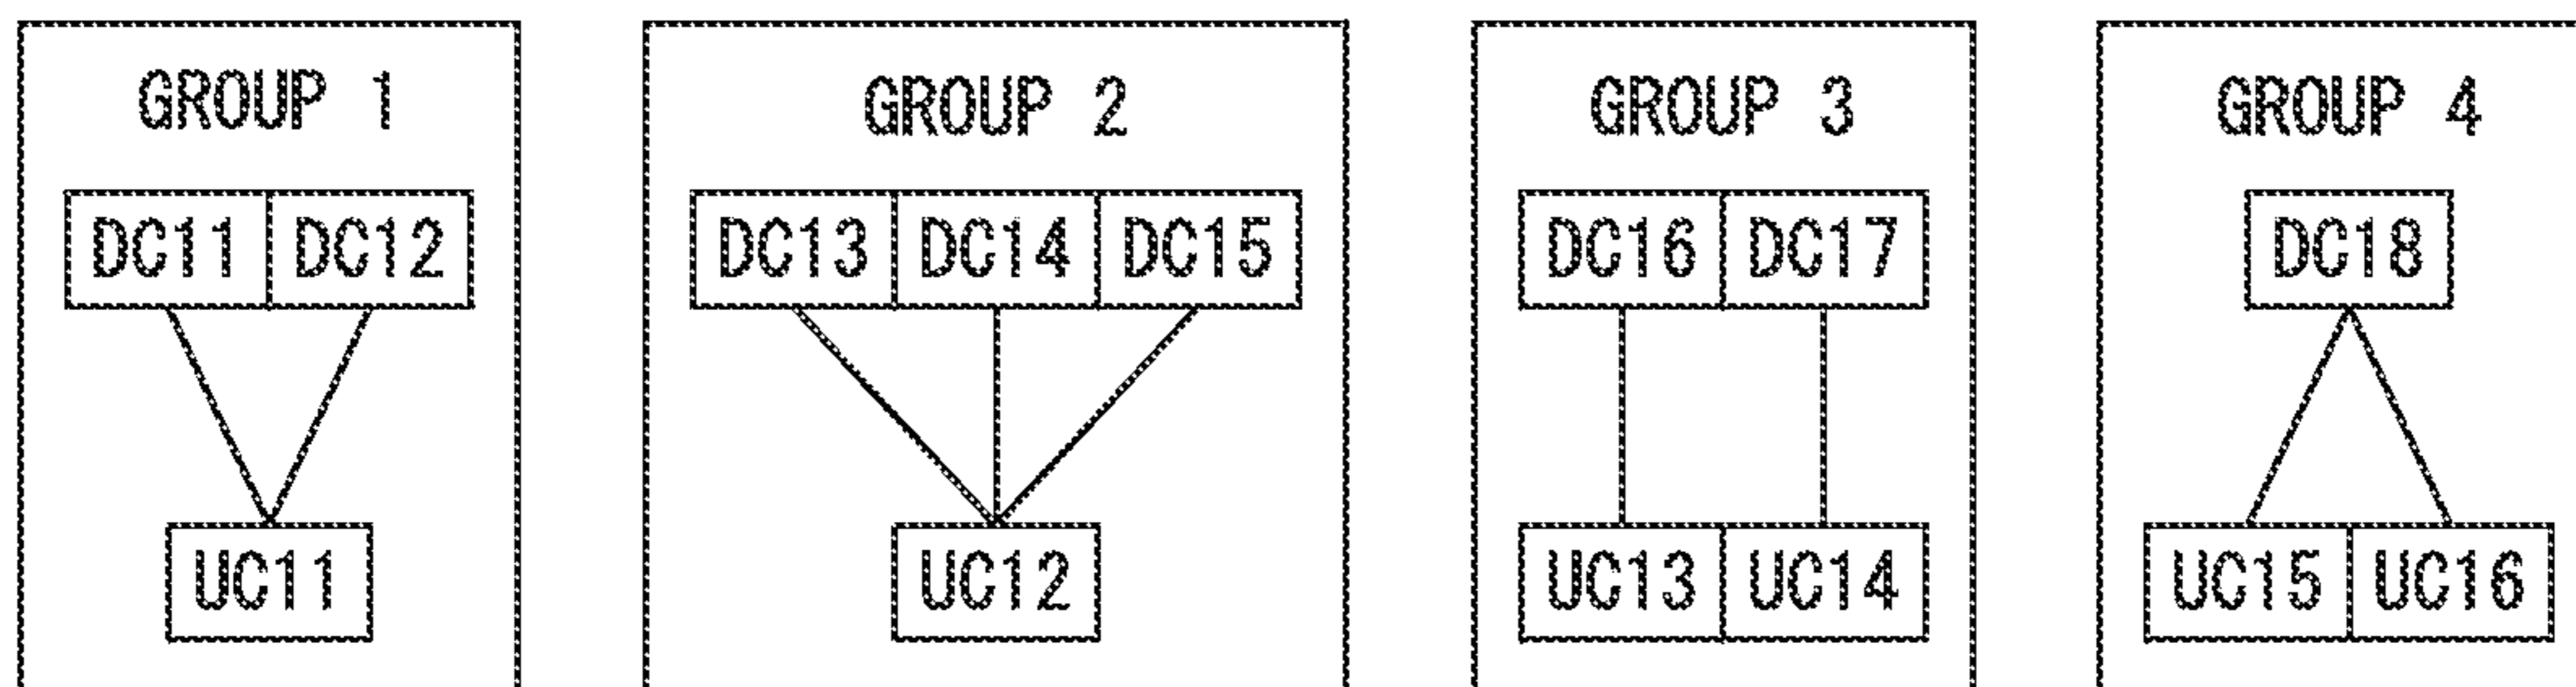 GROUP 1
DC11 DC12
UC11
GROUP 2
DC13 DC14 DC15
UC12
GROUP 3
DC16 DC17
UC13 UC14
GROUP 4
DC18
UC15 UC16